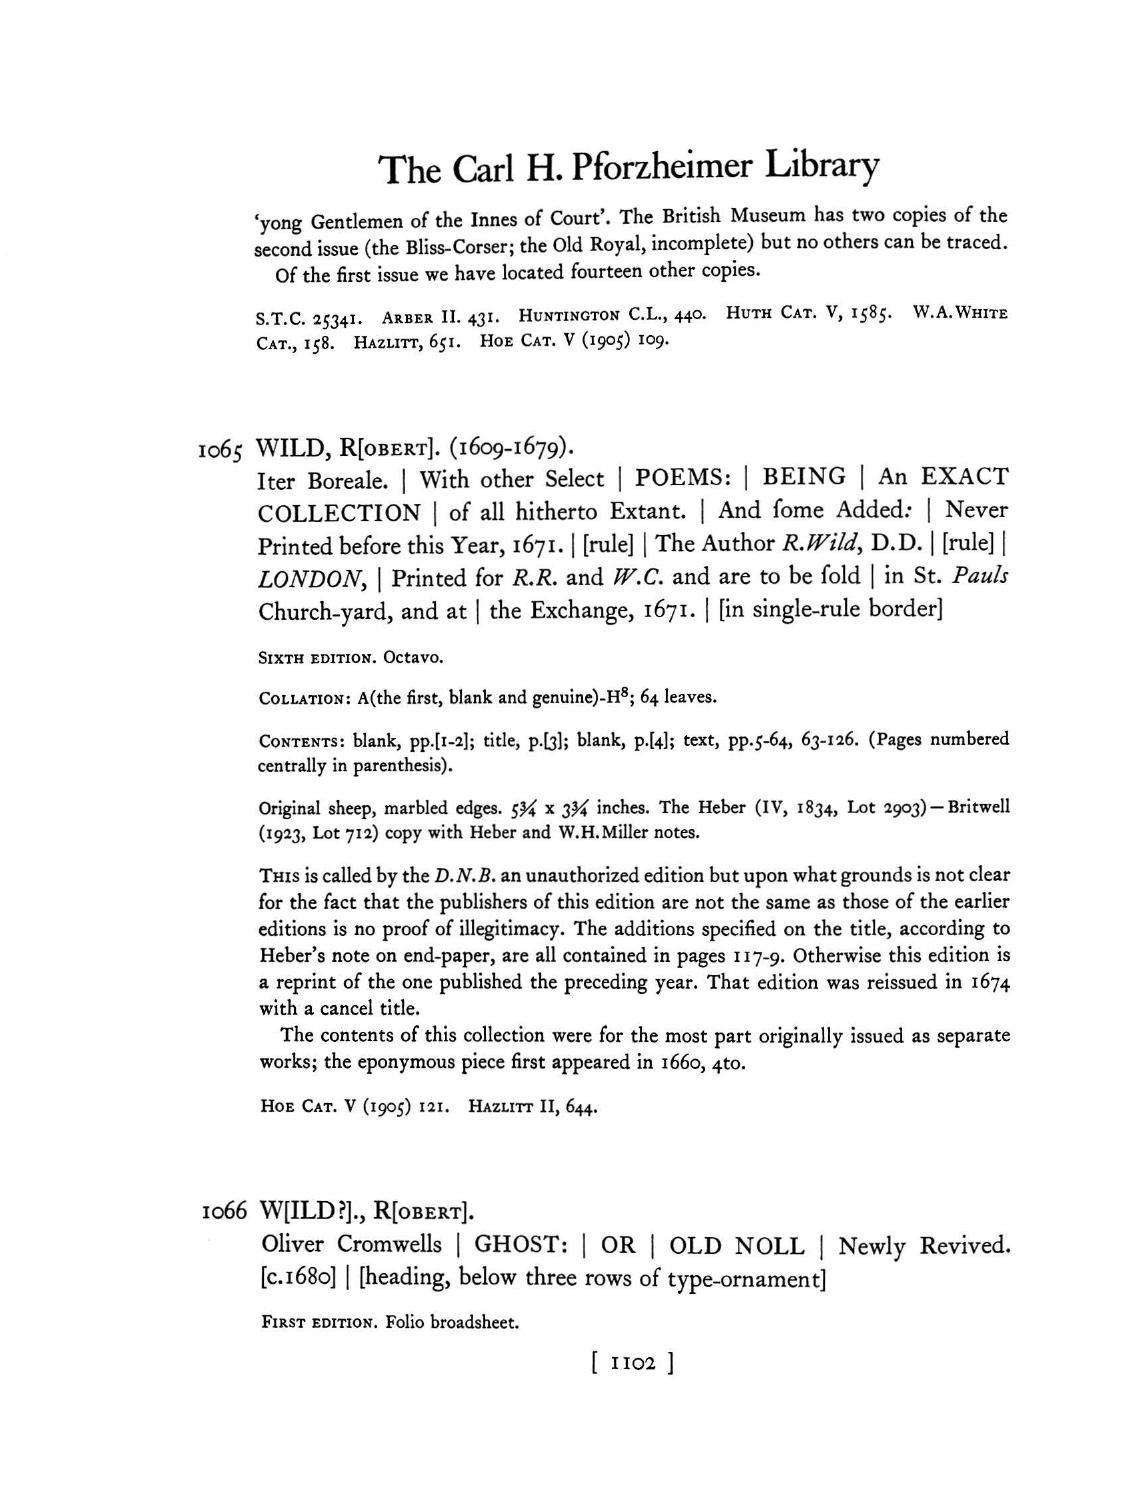 The Carl H. Pforzheimer Library
‘yong Gentlemen of the Innes of Court’. The British Museum has two copies of the
second issue (the Bliss-Corser; the Old Royal, incomplete) but no others can be traced.
Of the first issue we have located fourteen other copies.
S.T.C. 25341. Arber II. 431. Huntington C.L., 440. Huth Cat. V, 1585. W.A.White
Cat., 158. Hazlitt, 651. Hoe Cat. V (1905) 109.
1065 WILD, R[obert]. (1609-1679).
Iter Boreale. | With other Select | POEMS: | BEING | An EXACT
COLLECTION | of all hitherto Extant. | And ſome Added: | Never
Printed before this Year, 1671. | [rule] | The Author R.Wild, D.D. | [rule] |
LONDON, | Printed for R.R. and W.C. and are to be ſold | in St. Pauls
Church-yard, and at | the Exchange, 1671. | [in single-rule border]
Sixth edition. Octavo.
Collation: A(the first, blank and genuine)-H⁸; 64 leaves.
Contents: blank, pp.[1-2]; title, p.[3]; blank, p.[4]; text, pp.5-64, 63-126. (Pages numbered
centrally in parenthesis).
Original sheep, marbled edges. 5¾ x 3¾ inches. The Heber (IV, 1834, Lot 2903)—Britwell
(1923, Lot 712) copy with Heber and W.H.Miller notes.
This is called by the D.N.B. an unauthorized edition but upon what grounds is not clear
for the fact that the publishers of this edition are not the same as those of the earlier
editions is no proof of illegitimacy. The additions specified on the title, according to
Heber’s note on end-paper, are all contained in pages 117-9. Otherwise this edition is
a reprint of the one published the preceding year. That edition was reissued in 1674
with a cancel title.
The contents of this collection were for the most part originally issued as separate
works; the eponymous piece first appeared in 1660, 4to.
Hoe Cat. V (1905) 121. Hazlitt II, 644.
1066 W[ILD?]., R[obert].
Oliver Cromwells | GHOST: | OR | OLD NOLL | Newly Revived.
[c.1680] | [heading, below three rows of type-ornament]
First edition. Folio broadsheet.
[ 1102 ]